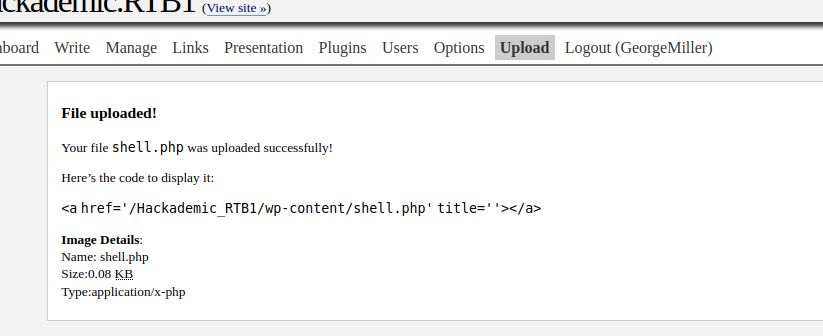 ckademic.RTB1 (View site »)
board Write Manage Links Presentation Plugins Users Options Upload Logout (GeorgeMiller)
File uploaded!
Your file shell.php was uploaded successfully!
Here’s the code to display it:
<a href='/Hackademic_RTB1/wp-content/shell.php' title=''></a>
Image Details:
Name: shell.php
Size:0.08 KB
Type:application/x-php